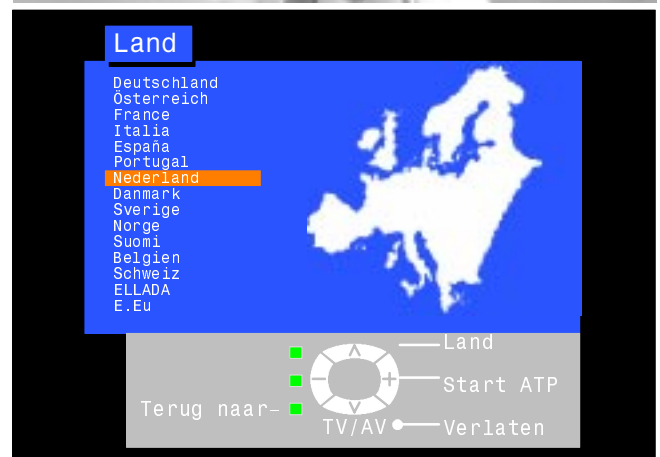 Land
Deutschland
Österreich
France
Italia
España
Portugal
Nederland
Danmark
Sverige
Norge
Suomi
Belgien
Schweiz
ELLADA
E.Eu
Land
Start ATP
Terug naar
TV/AV
Verlaten